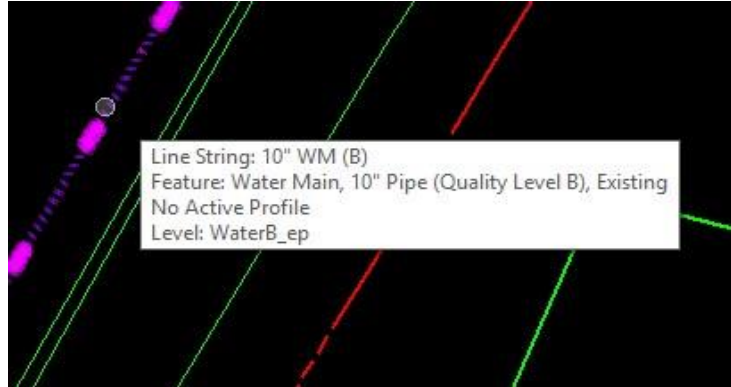 Line String: 10" WM (B)
Feature: Water Main, 10" Pipe (Quality Level B), Existing
No Active Profile
Level: WaterB_ep